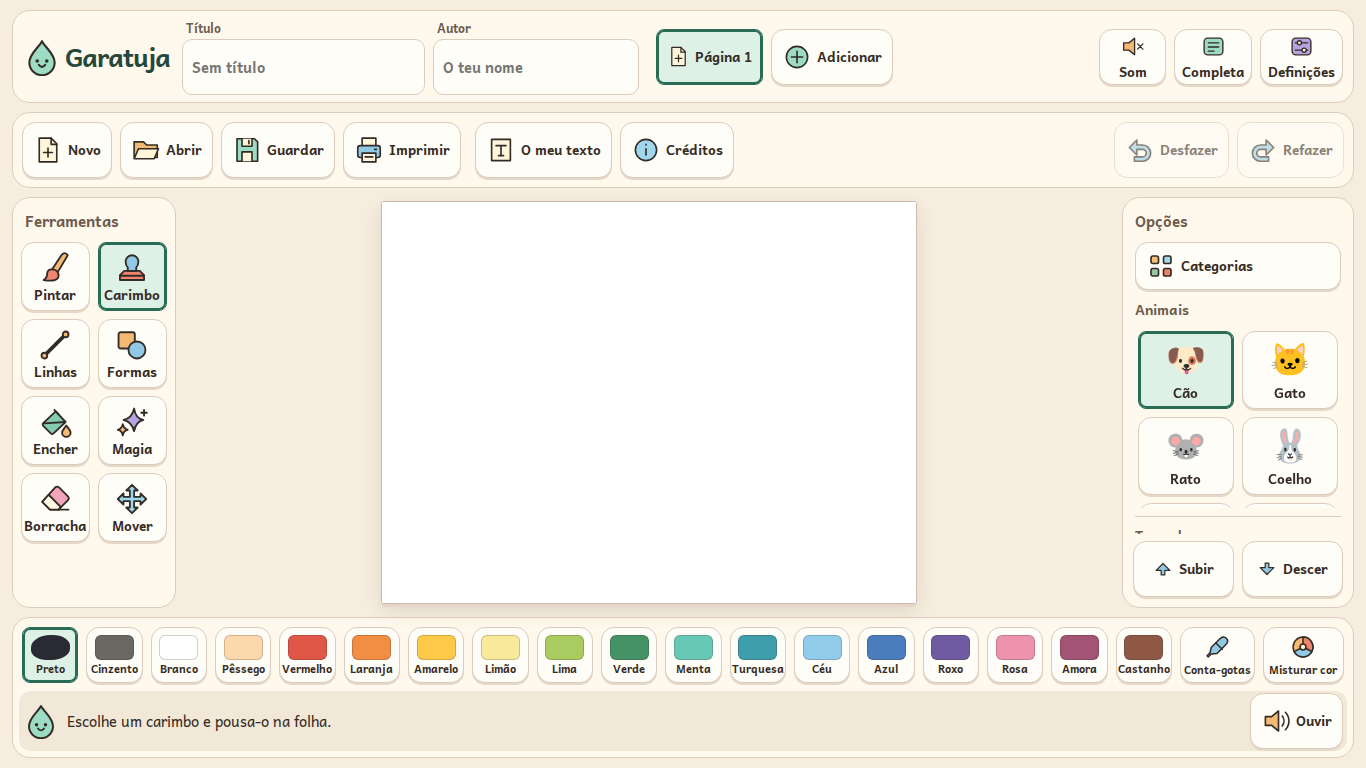 Garatuja
Título
Sem título
Autor
O teu nome
Página 1
Adicionar
Som
Completa
Definições
Novo
Abrir
Guardar
Imprimir
O meu texto
Créditos
Desfazer
Refazer
Ferramentas
Pintar
Carimbo
Linhas
Formas
Encher
Magia
Borracha
Mover
Opções
Categorias
Animais
Cão
Gato
Rato
Coelho
Subir
Descer
Preto
Cinzento
Branco
Pêssego
Vermelho
Laranja
Amarelo
Limão
Lima
Verde
Menta
Turquesa
Céu
Azul
Roxo
Rosa
Amora
Castanho
Conta-gotas
Misturar cor
Escolhe um carimbo e pousa-o na folha.
Ouvir